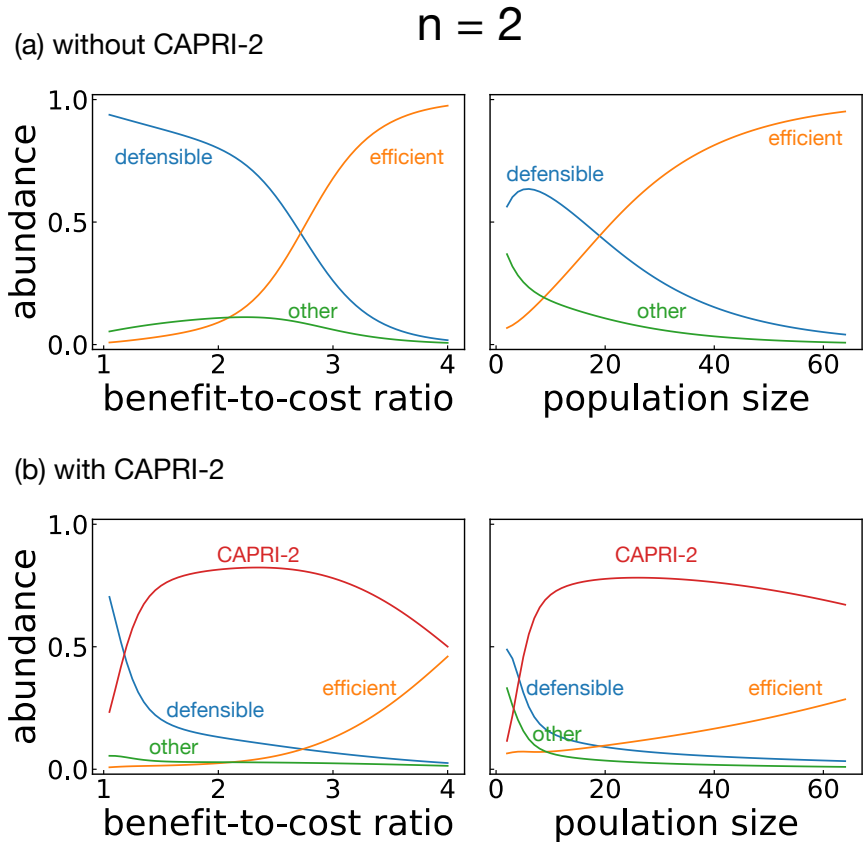 n = 2
(a) without CAPRI-2
1.0
0.5
0.0
abundance
defensible
efficient
other
1 2 3 4
benefit-to-cost ratio
defensible
efficient
other
0 20 40 60
population size
(b) with CAPRI-2
1.0
0.5
0.0
abundance
CAPRI-2
efficient
defensible
other
1 2 3 4
benefit-to-cost ratio
CAPRI-2
defensible
efficient
other
0 20 40 60
poulation size